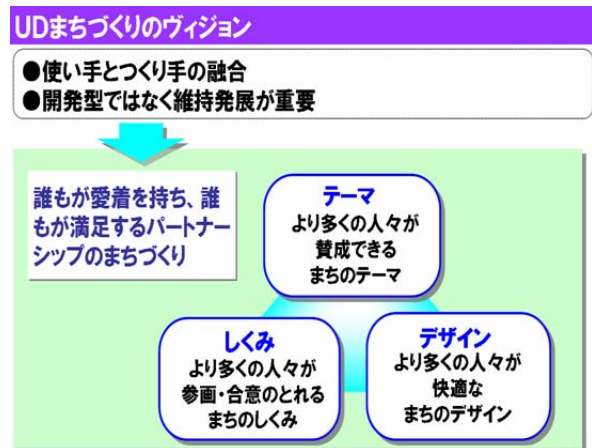 UDまちづくりのヴィジョン
●使い手とつくり手の融合
●開発型ではなく維持発展が重要
誰もが愛着を持ち、誰
もが満足するパートナー
シップのまちづくり
テーマ
より多くの人々が
賛成できる
まちのテーマ
しくみ
より多くの人々が
参画・合意のとれる
まちのしくみ
デザイン
より多くの人々が
快適な
まちのデザイン